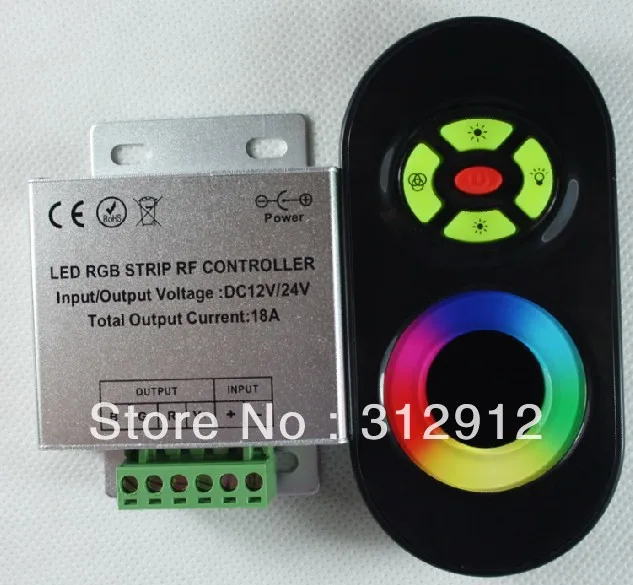 CE
RoHS
Power
LED RGB STRIP RF CONTROLLER
Input/Output Voltage :DC12V/24V
Total Output Current:18A
OUTPUT INPUT
B G R V + -
Store No : 312912